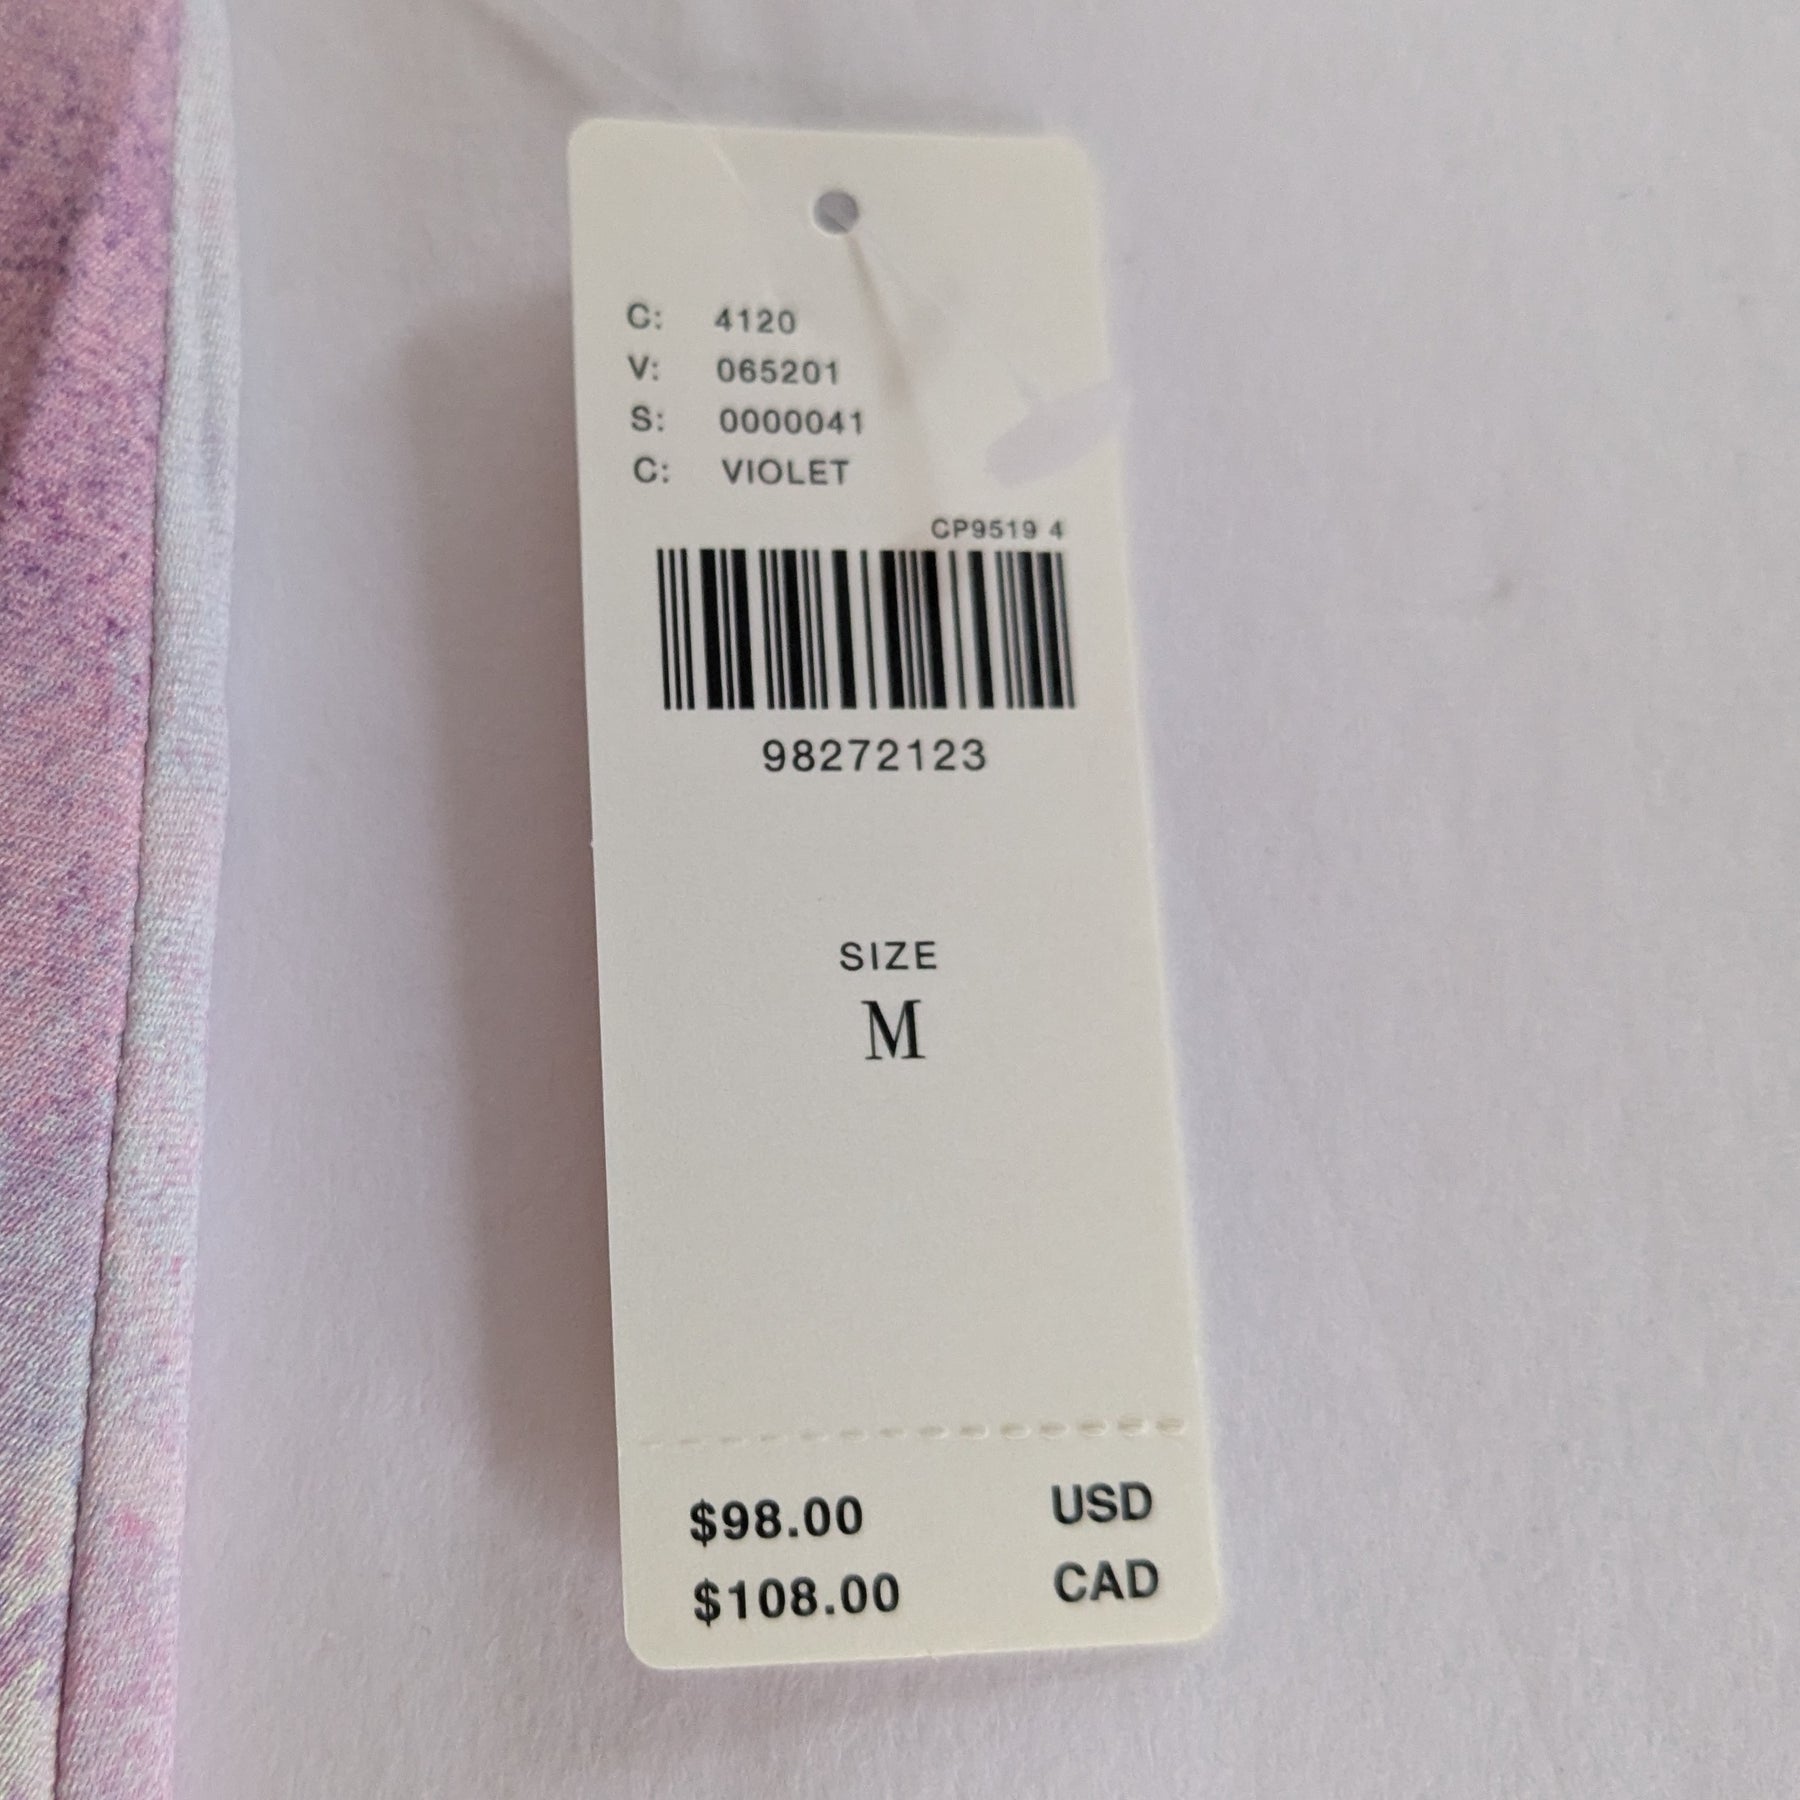 C: 4120
V: 065201
S: 0000041
C: VIOLET
CP9519 4
98272123
SIZE
M
$98.00 USD
$108.00 CAD